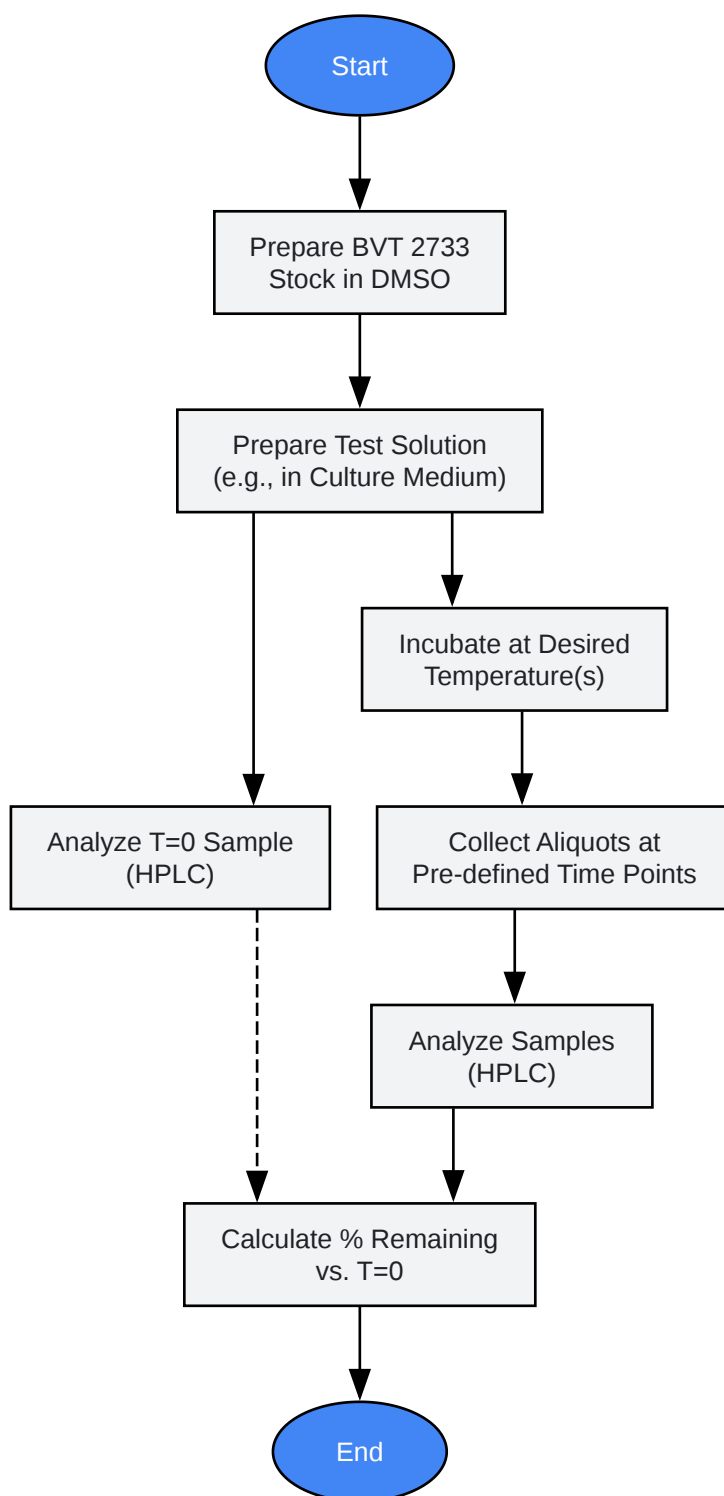 Start
Prepare BVT 2733
Stock in DMSO
Prepare Test Solution
(e.g., in Culture Medium)
Incubate at Desired
Temperature(s)
Analyze T=0 Sample
(HPLC)
Collect Aliquots at
Pre-defined Time Points
Analyze Samples
(HPLC)
Calculate % Remaining
vs. T=0
End